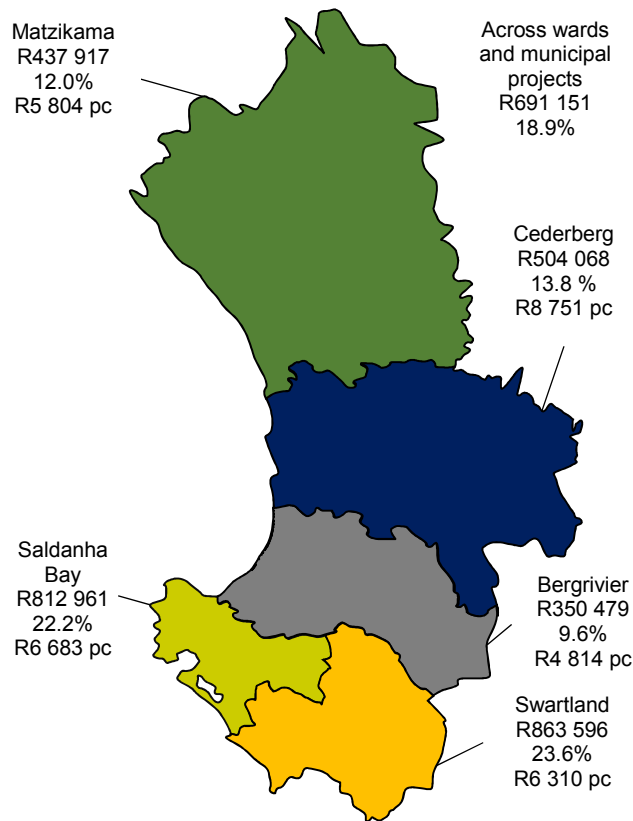 Matzikama
R437 917
12.0%
R5 804 pc
Across wards
and municipal
projects
R691 151
18.9%
Cederberg
R504 068
13.8 %
R8 751 pc
Saldanha
Bay
R812 961
22.2%
R6 683 pc
Bergrivier
R350 479
9.6%
R4 814 pc
Swartland
R863 596
23.6%
R6 310 pc